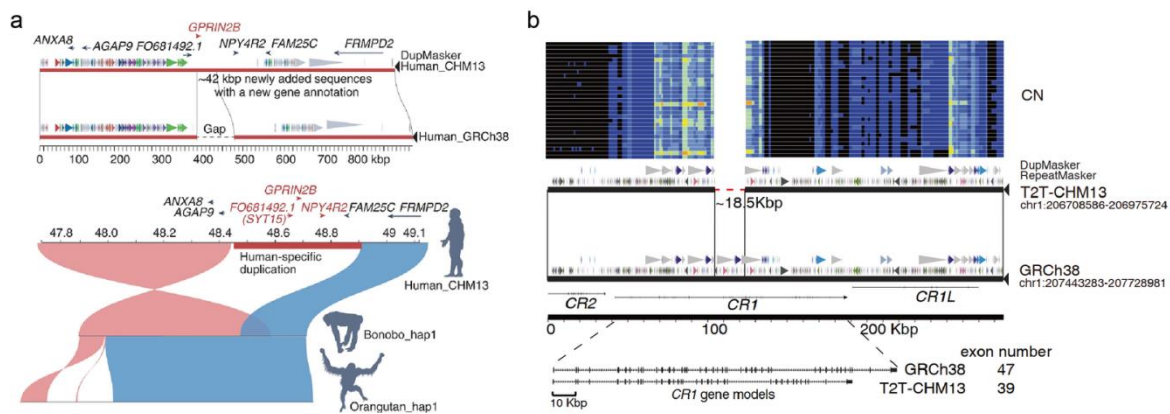 a
GPRIN2B
ANXA8 AGAP9 FO681492.1 NPY4R2 FAM25C FRMPD2
DupMasker
Human_CHM13
~42 kbp newly added sequences
with a new gene annotation
Gap
Human_GRCh38
0 100 200 300 400 500 600 700 800 kbp
GPRIN2B
ANXA8 FO681492.1 NPY4R2 FAM25C FRMPD2
AGAP9 (SYT15)
47.8 48.0 48.2 48.4 48.6 48.8 49 49.1
Human-specific
duplication
Human_CHM13
Bonobo_hap1
Orangutan_hap1
b
CN
DupMasker
RepeatMasker
T2T-CHM13
~18.5Kbp
chr1:206708586-206975724
GRCh38
chr1:207443283-207728981
CR2 CR1 CR1L
0 100 200 Kbp
exon number
GRCh38 47
T2T-CHM13 39
10 Kbp
CR1 gene models